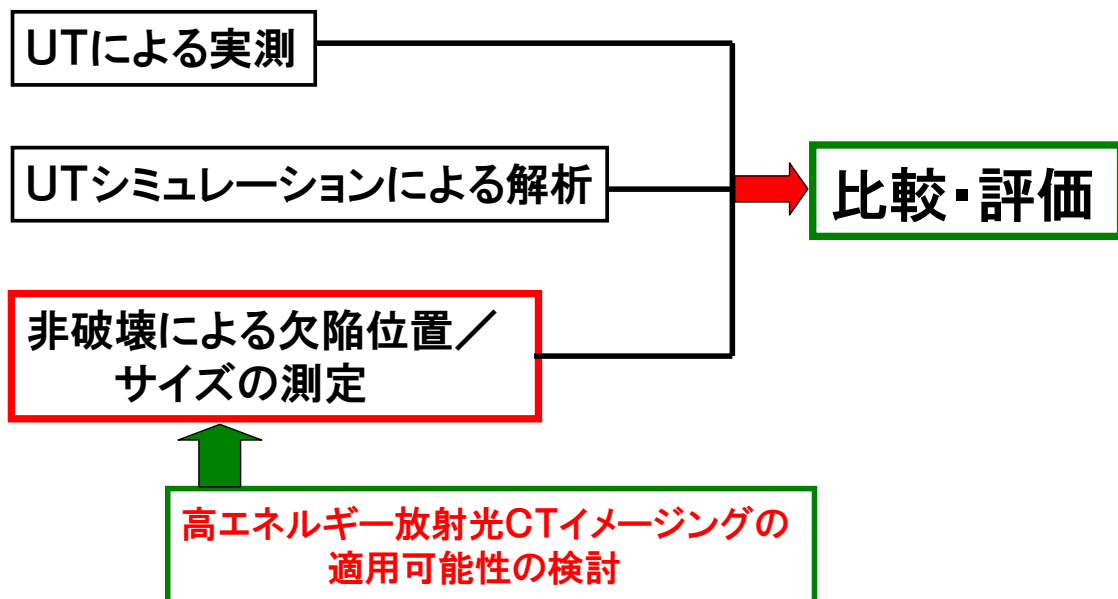 UTによる実測
UTシミュレーションによる解析
比較・評価
非破壊による欠陥位置／
サイズの測定
高エネルギー放射光CTイメージングの
適用可能性の検討